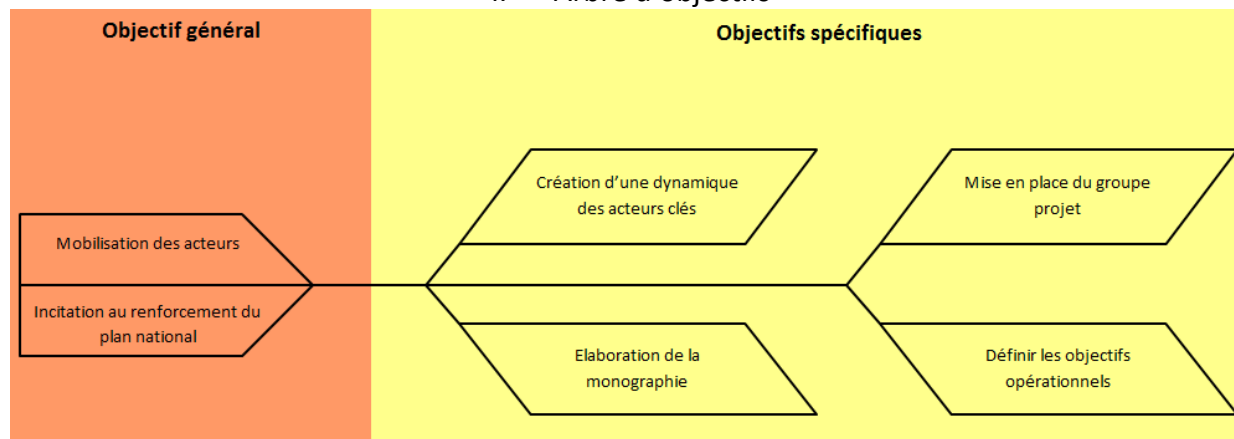 Objectif général
Objectifs spécifiques
Création d'une dynamique
des acteurs clés
Mise en place du groupe
projet
Mobilisation des acteurs
Incitation au renforcement du
plan national
Elaboration de la
monographie
Définir les objectifs
opérationnels